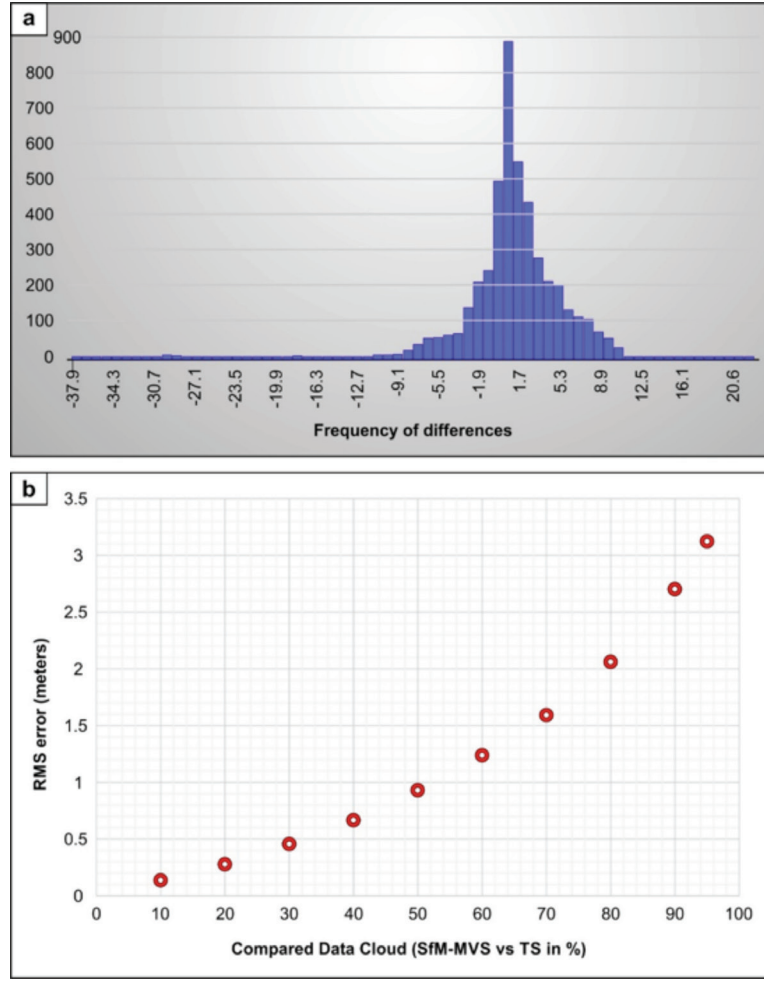 a
900
800
700
600
500
400
300
200
100
0
-37.9 -34.3 -30.7 -27.1 -23.5 -19.9 -16.3 -12.7 -9.1 -5.5 -1.9 1.7 5.3 8.9 12.5 16.1 20.6
Frequency of differences
b
3.5
3
2.5
2
1.5
1
0.5
0
RMS error (meters)
0 10 20 30 40 50 60 70 80 90 100
Compared Data Cloud (SfM-MVS vs TS in %)